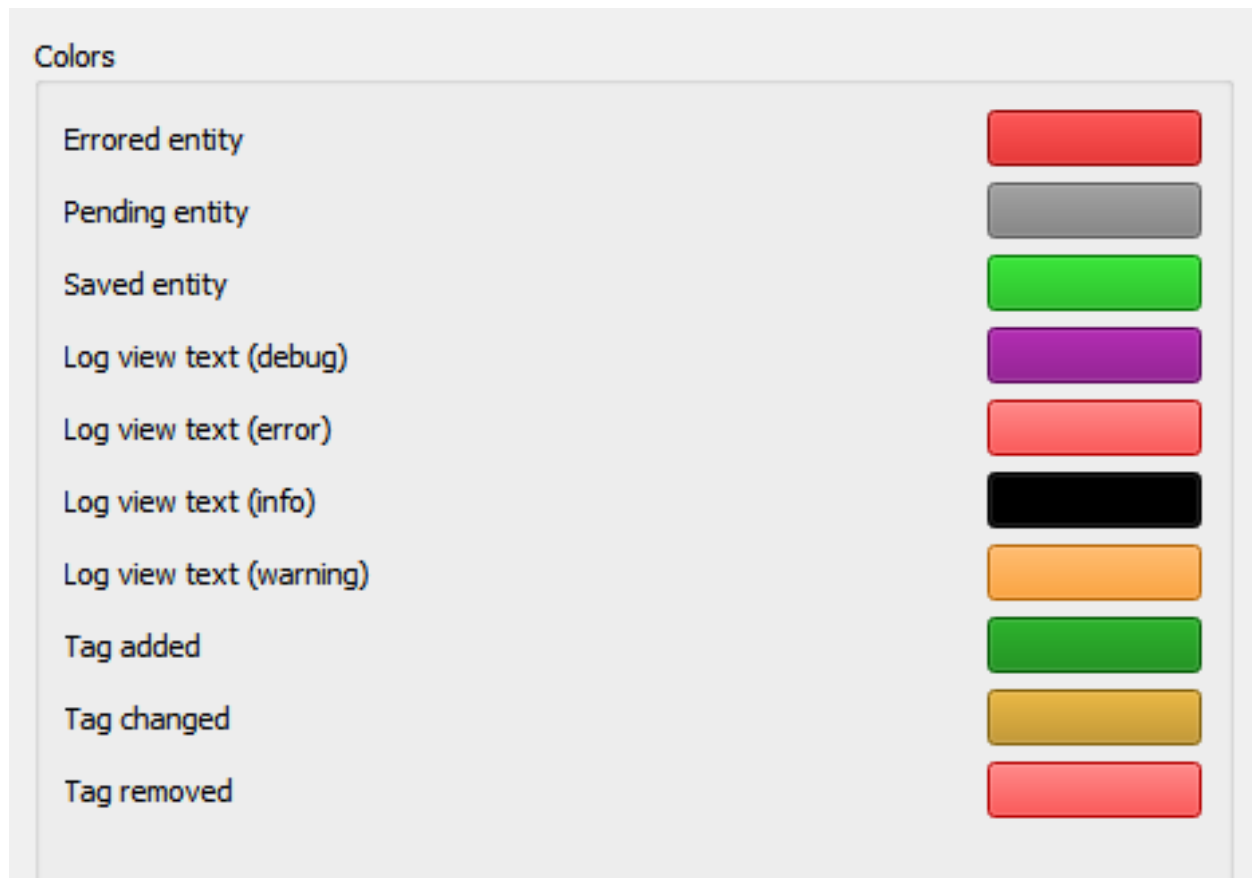 Colors
Errored entity
Pending entity
Saved entity
Log view text (debug)
Log view text (error)
Log view text (info)
Log view text (warning)
Tag added
Tag changed
Tag removed